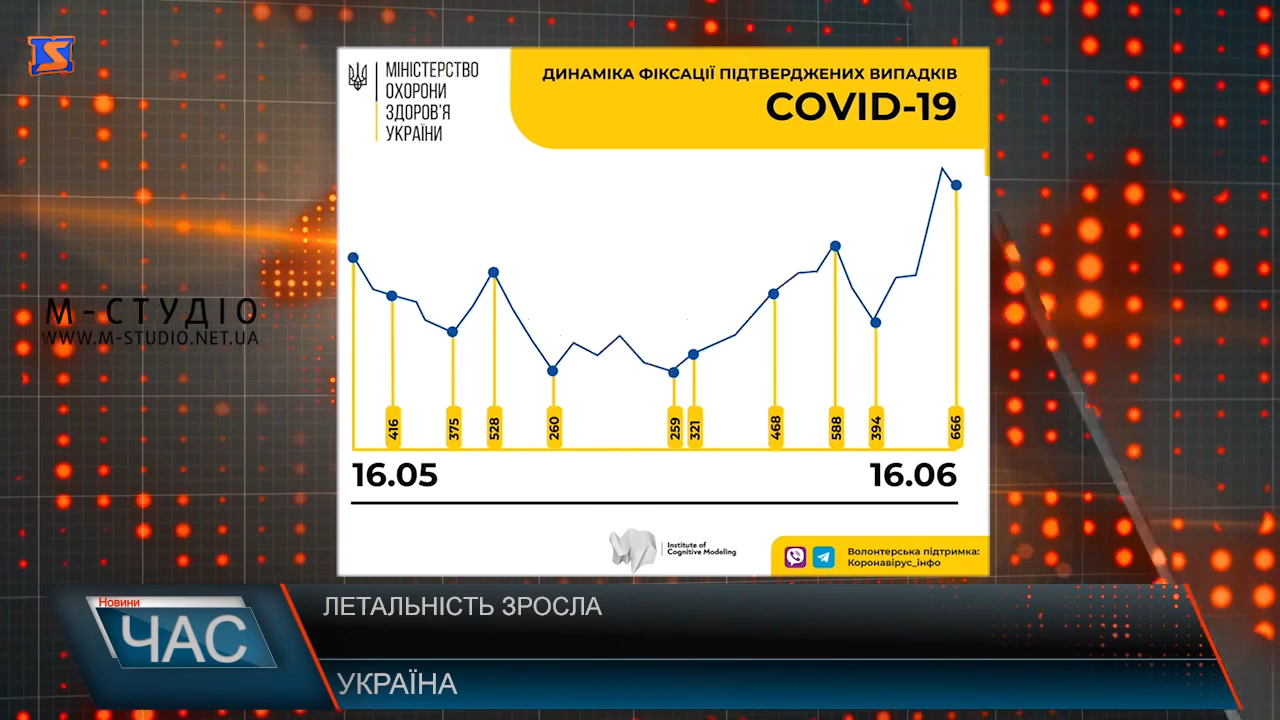 МІНІСТЕРСТВО
ОХОРОНИ
ЗДОРОВ'Я
УКРАЇНИ
ДИНАМІКА ФІКСАЦІЇ ПІДТВЕРДЖЕНИХ ВИПАДКІВ
COVID-19
М-СТУДІО
WWW.M-STUDIO.NET.UA
416
375
528
260
259
321
468
588
394
666
16.05
16.06
Institute of
Cognitive Modeling
Волонтерська підтримка:
Коронавірус_інфо
Новини
ЧАС
ЛЕТАЛЬНІСТЬ ЗРОСЛА
УКРАЇНА